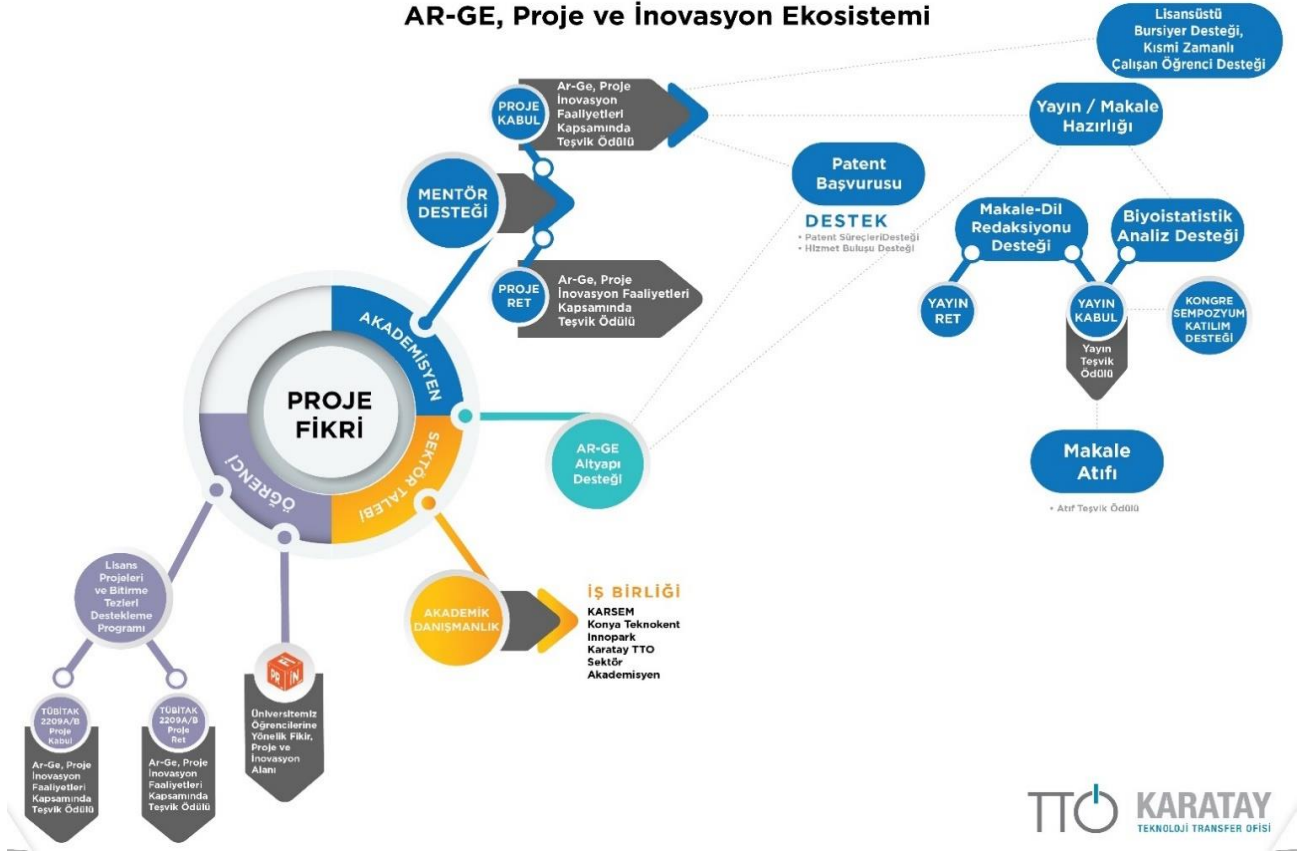 AR-GE, Proje ve İnovasyon Ekosistemi
Lisansüstü
Bursiyer Desteği,
Kısmi Zamanlı
Çalışan Öğrenci Desteği
PROJE
KABUL
Ar-Ge, Proje
İnovasyon
Faaliyetleri
Kapsamında
Teşvik Ödülü
Yayın / Makale
Hazırlığı
MENTÖR
DESTEĞİ
Patent
Başvurusu
DESTEK
• Patent SüreçleriDesteği
• Hizmet Buluşu Desteği
Makale-Dil
Redaksiyonu
Desteği
Biyoistatistik
Analiz Desteği
PROJE
RET
Ar-Ge, Proje
İnovasyon Faaliyetleri
Kapsamında
Teşvik Ödülü
YAYIN
RET
YAYIN
KABUL
KONGRE
SEMPOZYUM
KATILIM
DESTEĞİ
Yayın
Teşvik
Ödülü
Makale
Atıfı
• Atıf Teşvik Ödülü
PROJE
FİKRİ
AKADEMİSYEN
SEKTÖR TALEBİ
ÖĞRENCİ
AR-GE
Altyapı
Desteği
AKADEMİK
DANIŞMANLIK
İŞ BİRLİĞİ
KARSEM
Konya Teknokent
Innopark
Karatay TTO
Sektör
Akademisyen
Lisans
Projeleri
ve Bitirme
Tezleri
Destekleme
Programı
TÜBİTAK
2209A/B
Proje
Kabul
Ar-Ge, Proje
İnovasyon
Faaliyetleri
Kapsamında
Teşvik Ödülü
TÜBİTAK
2209A/B
Proje
Ret
Ar-Ge, Proje
İnovasyon
Faaliyetleri
Kapsamında
Teşvik Ödülü
FI
PR IN
Üniversitemiz
Öğrencilerine
Yönelik Fikir,
Proje ve
İnovasyon
Alanı
TTO KARATAY
TEKNOLOJİ TRANSFER OFİSİ